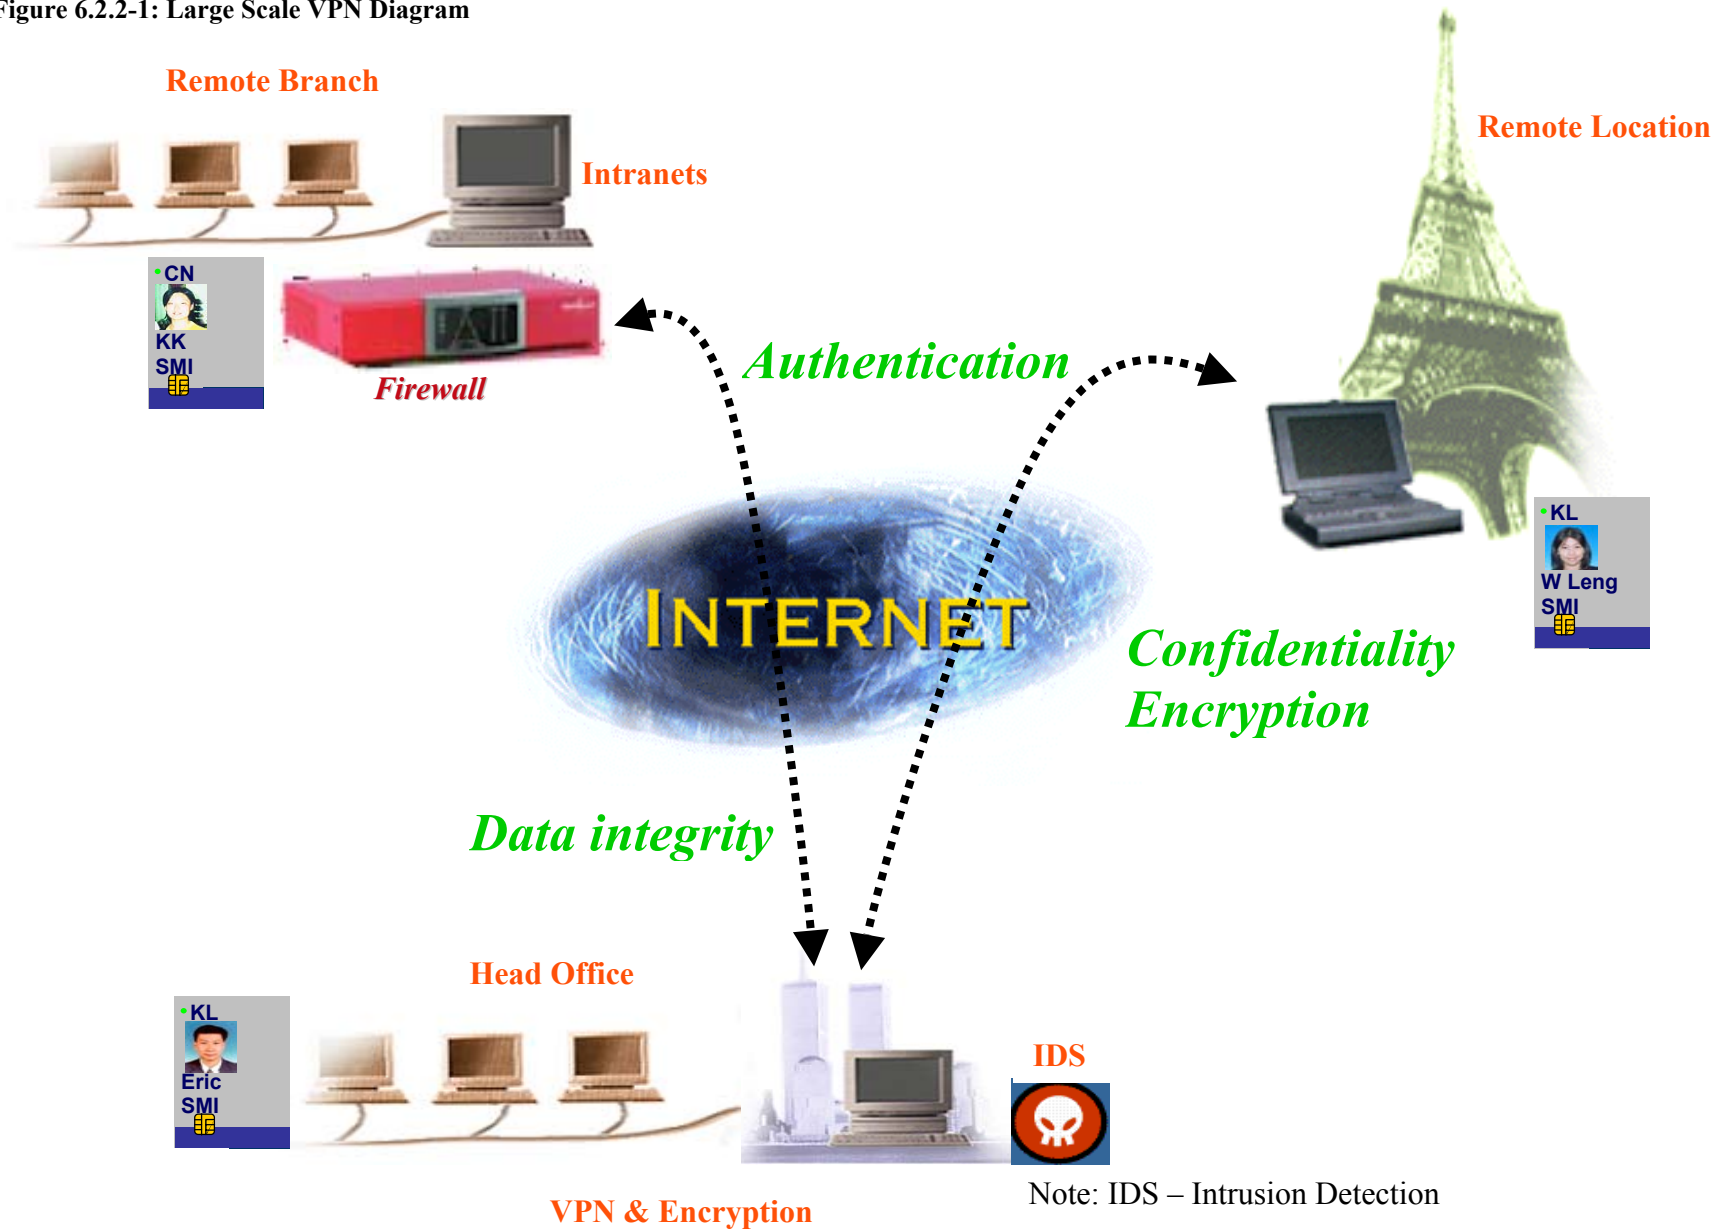 Figure 6.2.2-1: Large Scale VPN Diagram
Remote Branch
Remote Location
Intranets
CN
KK
SMI
Firewall
Authentication
KL
W Leng
SMI
INTERNET
Confidentiality
Encryption
Data integrity
Head Office
KL
Eric
SMI
IDS
Note: IDS – Intrusion Detection
VPN & Encryption